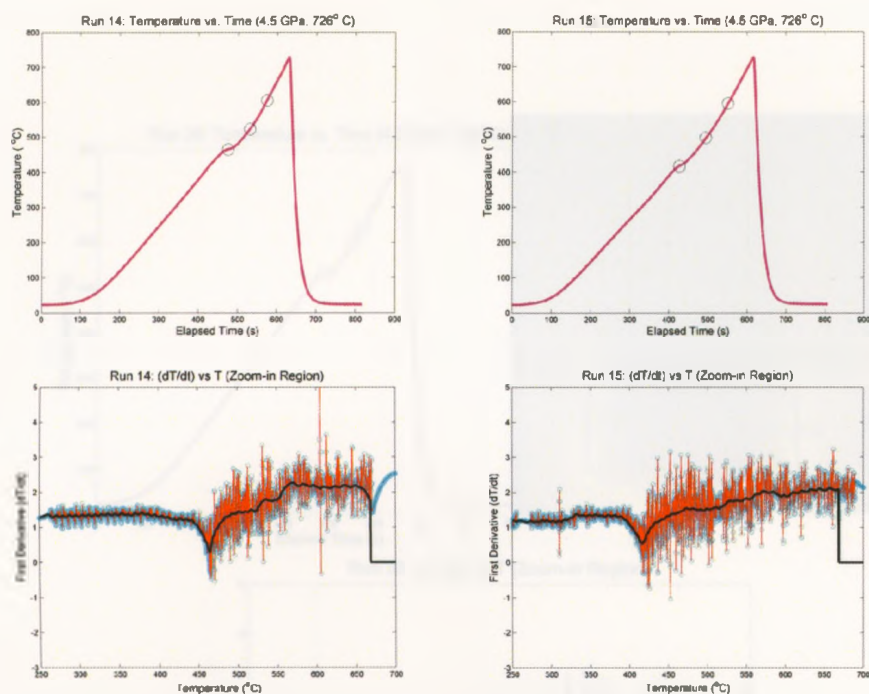 Run 14: Temperature vs. Time (4.5 GPa, 726° C)
800
700
600
500
400
300
200
100
0
Temperature (°C)
0 100 200 300 400 500 600 700 800 900
Elapsed Time (s)
Run 15: Temperature vs. Time (4.5 GPa, 726° C)
800
700
600
500
400
300
200
100
0
Temperature (°C)
0 100 200 300 400 500 600 700 800 900
Elapsed Time (s)
Run 14: (dT/dt) vs T (Zoom-in Region)
5
4
3
2
1
0
-1
-2
-3
First Derivative (dT/dt)
250 300 350 400 450 500 550 600 650 700
Temperature (°C)
Run 15: (dT/dt) vs T (Zoom-in Region)
5
4
3
2
1
0
-1
-2
-3
First Derivative (dT/dt)
250 300 350 400 450 500 550 600 650 700
Temperature (°C)